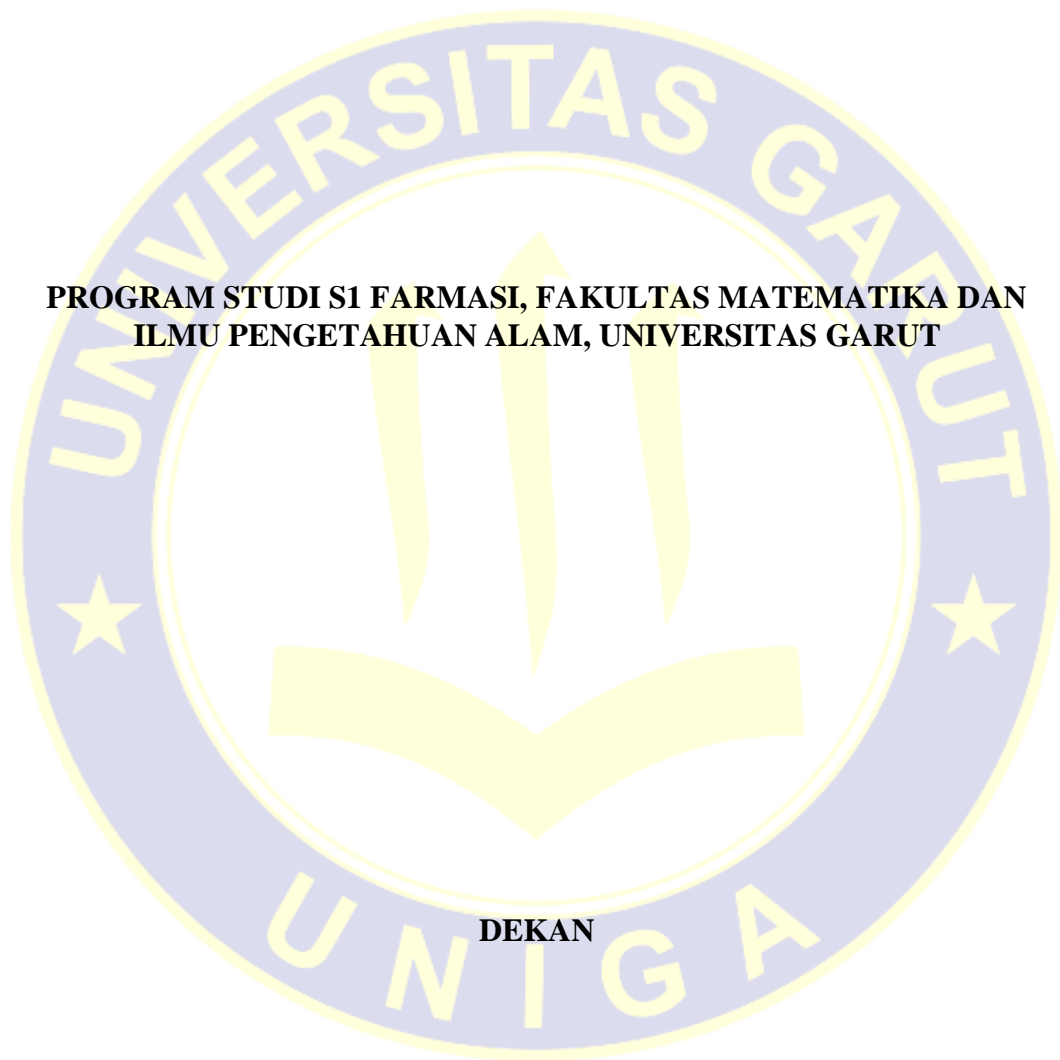 UNIVERSITAS GARUT
PROGRAM STUDI S1 FARMASI, FAKULTAS MATEMATIKA DAN
ILMU PENGETAHUAN ALAM, UNIVERSITAS GARUT
DEKAN
UNIGA